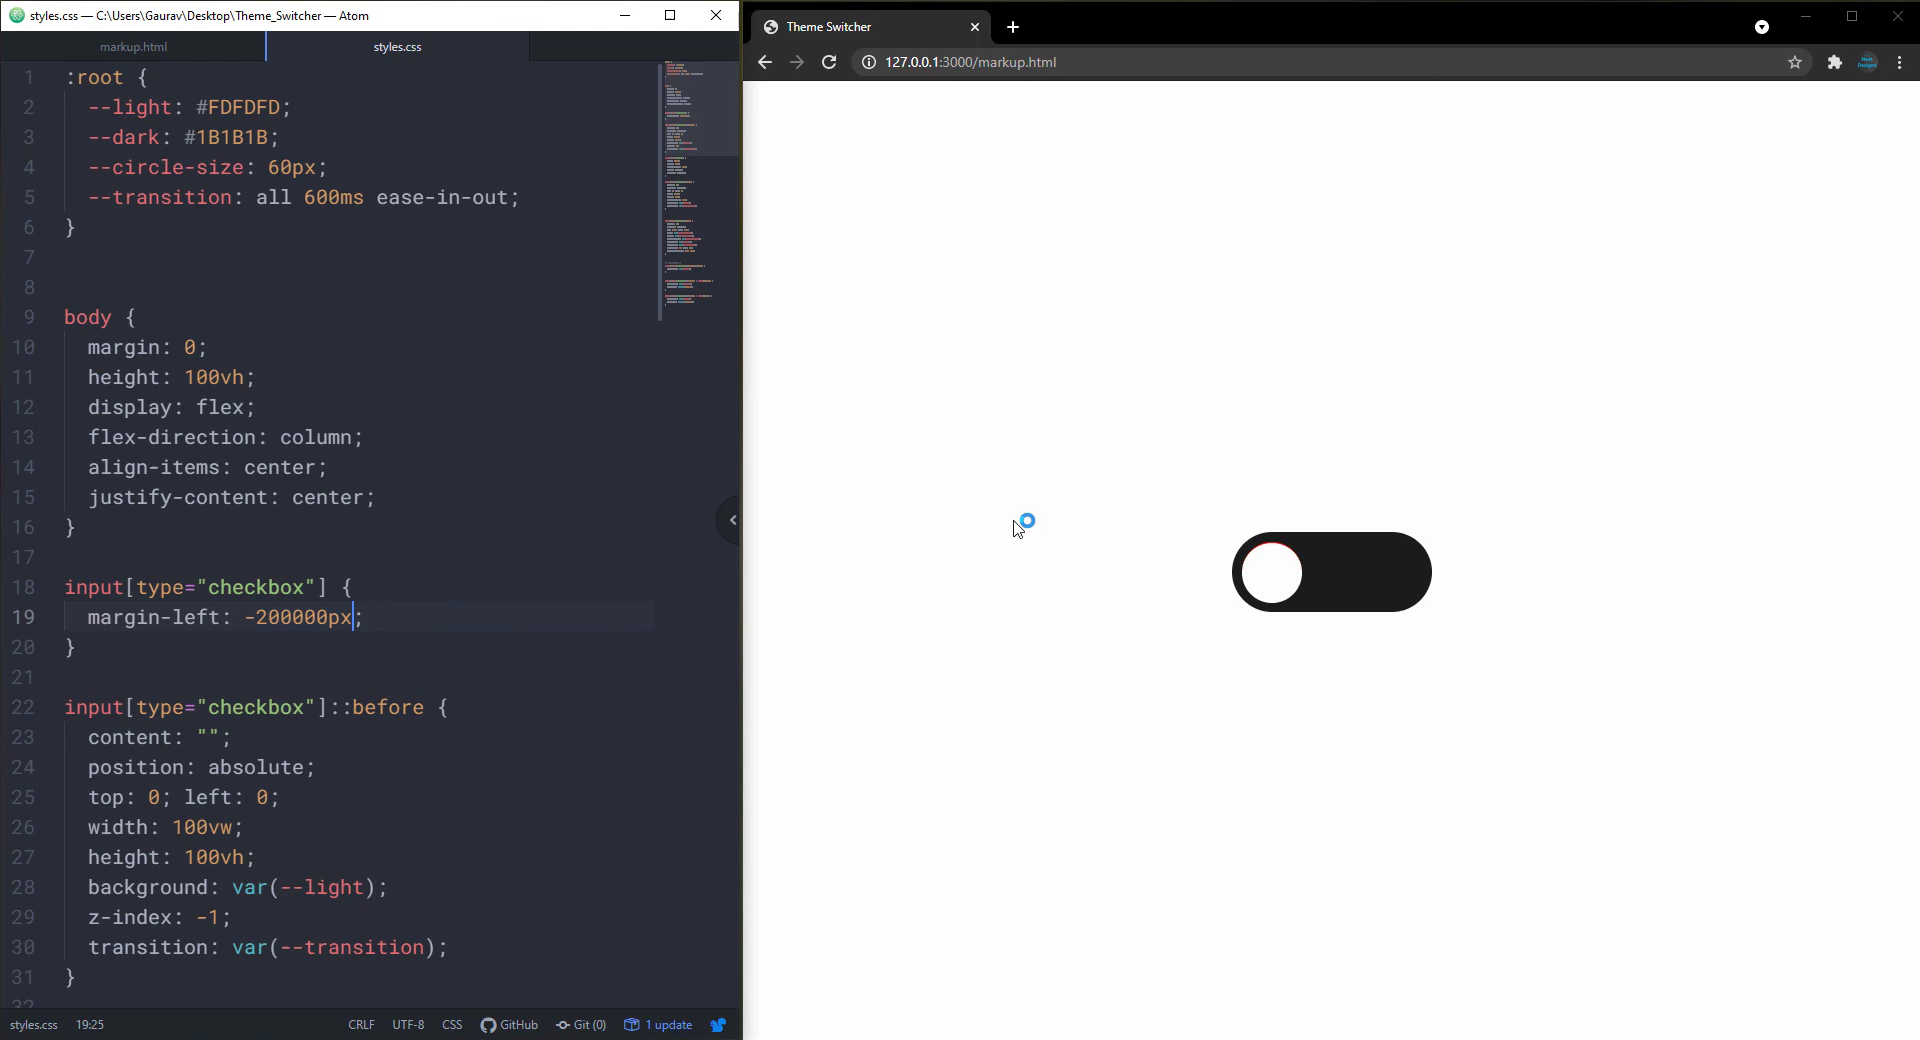 styles.css — C:\Users\Gaurav\Desktop\Theme_Switcher — Atom
markup.html
styles.css
1 :root {
2 --light: #FDFDFD;
3 --dark: #1B1B1B;
4 --circle-size: 60px;
5 --transition: all 600ms ease-in-out;
6 }
7
8
9 body {
10 margin: 0;
11 height: 100vh;
12 display: flex;
13 flex-direction: column;
14 align-items: center;
15 justify-content: center;
16 }
17
18 input[type="checkbox"] {
19 margin-left: -200000px;
20 }
21
22 input[type="checkbox"]::before {
23 content: "";
24 position: absolute;
25 top: 0; left: 0;
26 width: 100vw;
27 height: 100vh;
28 background: var(--light);
29 z-index: -1;
30 transition: var(--transition);
31 }
32
styles.css 19:25 CRLF UTF-8 CSS GitHub Git (0) 1 update
Theme Switcher
127.0.0.1:3000/markup.html